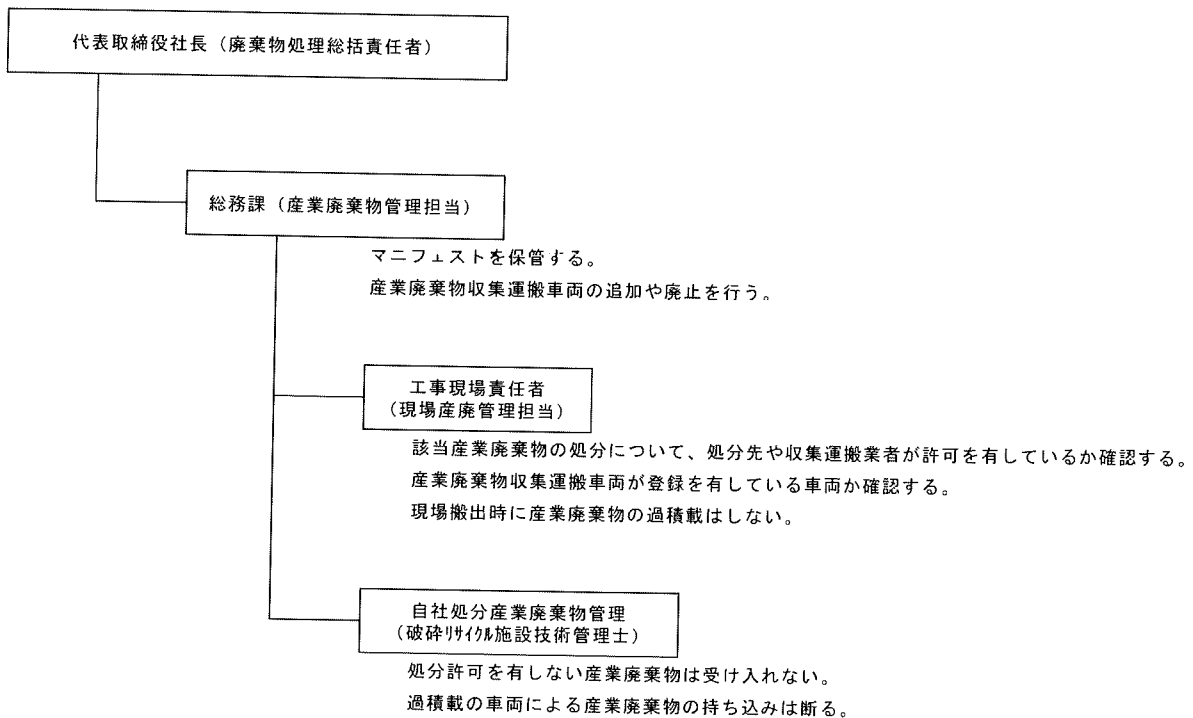 代表取締役社長（廃棄物処理総括責任者）
総務課（産業廃棄物管理担当）
マニフェストを保管する。
産業廃棄物収集運搬車両の追加や廃止を行う。
工事現場責任者
（現場産廃管理担当）
該当産業廃棄物の処分について、処分先や収集運搬業者が許可を有しているか確認する。
産業廃棄物収集運搬車両が登録を有している車両か確認する。
現場搬出時に産業廃棄物の過積載はしない。
自社処分産業廃棄物管理
（破砕ﾘｻｲｸﾙ施設技術管理士）
処分許可を有しない産業廃棄物は受け入れない。
過積載の車両による産業廃棄物の持ち込みは断る。